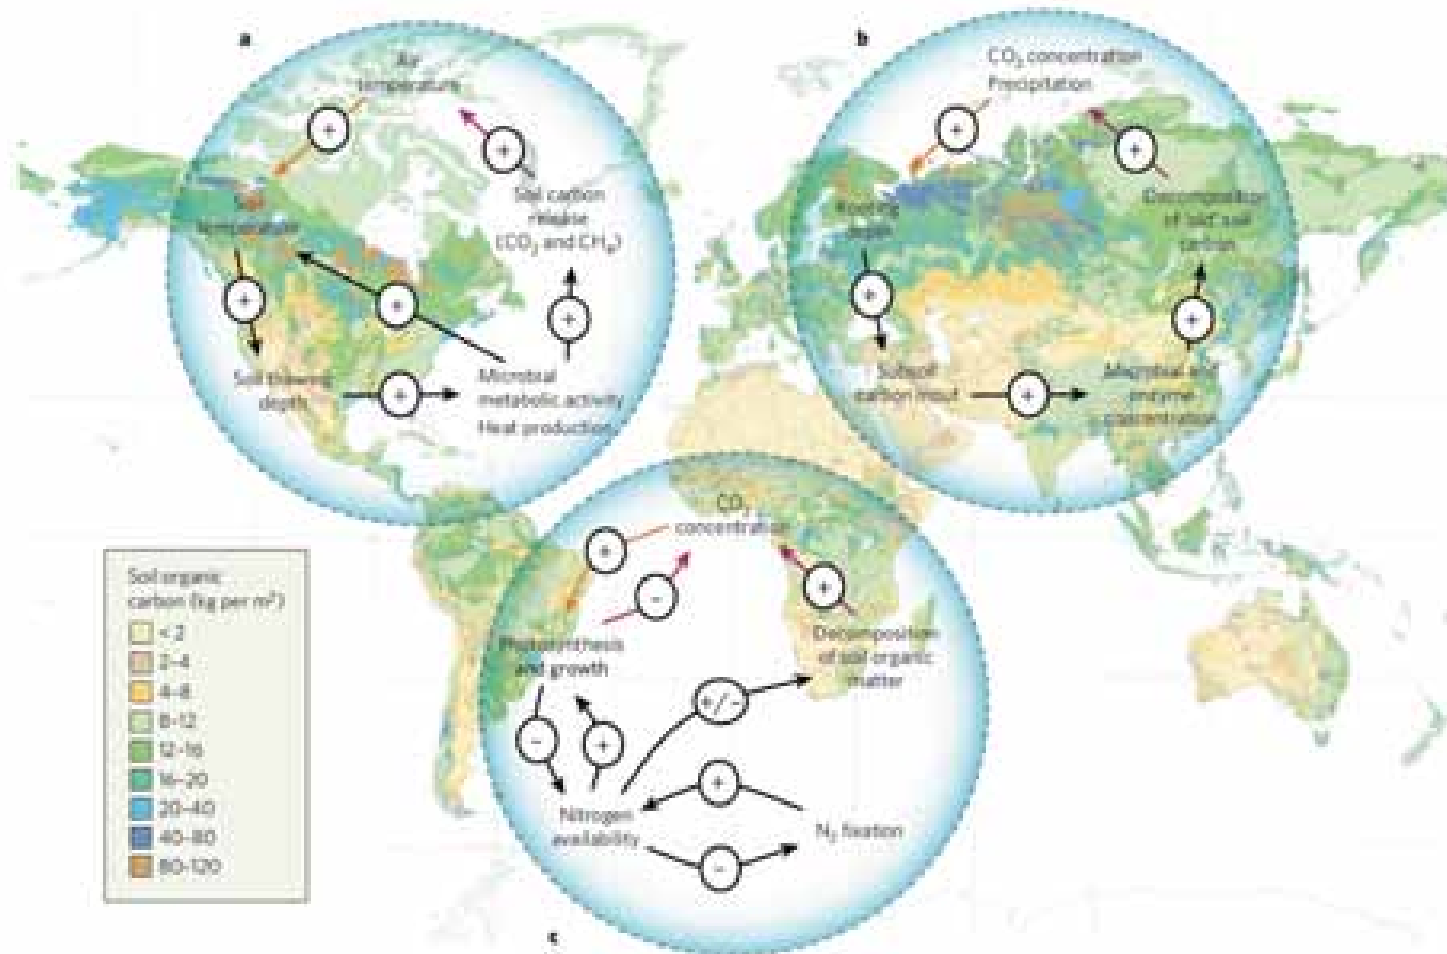 a
Air
temperature
+
+
Soil carbon
release
(CO₂ and CH₄)
Soil
temperature
+
+
+
Soil thawing
depth
+
Microbial
metabolic activity
Heat production
b
CO₂ concentration
Precipitation
+
+
Rooting
depth
Decomposition
of 'old' soil
carbon
+
+
Subsoil
carbon input
+
Microbial and
enzyme
concentration
CO₂
concentration
+
-
+
Photosynthesis
and growth
Decomposition
of soil organic
matter
+/-
-
+
+
Nitrogen
availability
N₂ fixation
-
c
Soil organic
carbon (kg per m²)
< 2
2–4
4–8
8–12
12–16
16–20
20–40
40–80
80–120